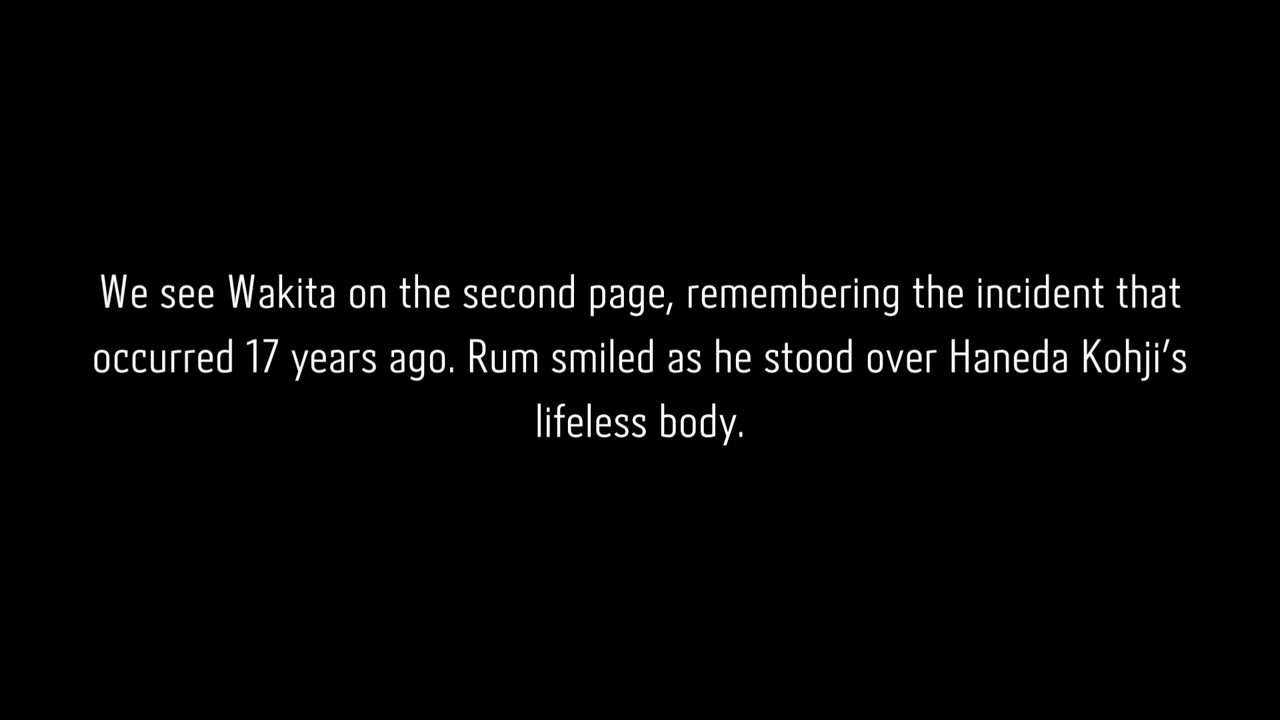 We see Wakita on the second page, remembering the incident that
occurred 17 years ago. Rum smiled as he stood over Haneda Kohji's
lifeless body.